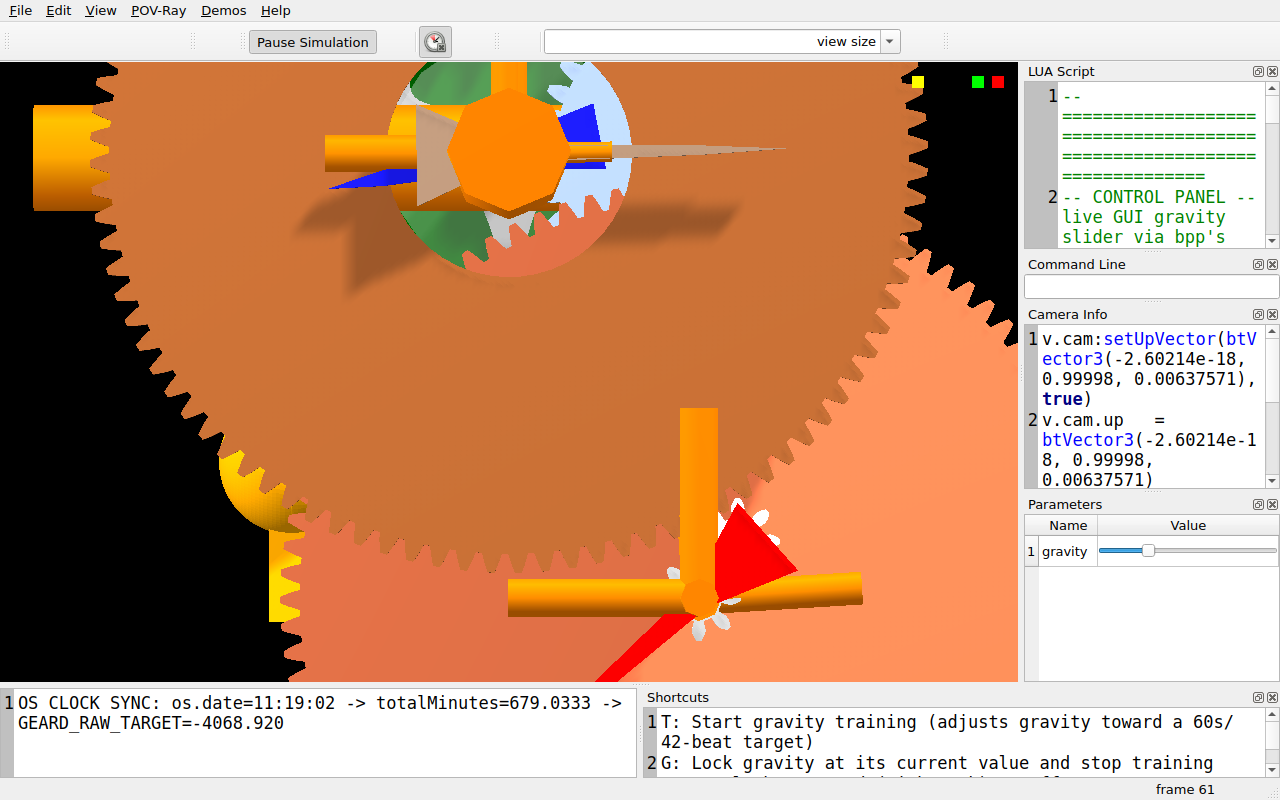 File Edit View POV-Ray Demos Help
Pause Simulation
view size
LUA Script
1 --
===================
===================
===================
==============
2 -- CONTROL PANEL --
live GUI gravity
slider via bpp's
Command Line
Camera Info
1 v.cam:setUpVector(btV
ector3(-2.60214e-18,
0.99998, 0.00637571),
true)
2 v.cam.up   =
btVector3(-2.60214e-1
8, 0.99998,
0.00637571)
Parameters
Name Value
1 gravity
1 OS CLOCK SYNC: os.date=11:19:02 -> totalMinutes=679.0333 ->
GEARD_RAW_TARGET=-4068.920
Shortcuts
1 T: Start gravity training (adjusts gravity toward a 60s/
42-beat target)
2 G: Lock gravity at its current value and stop training
frame 61